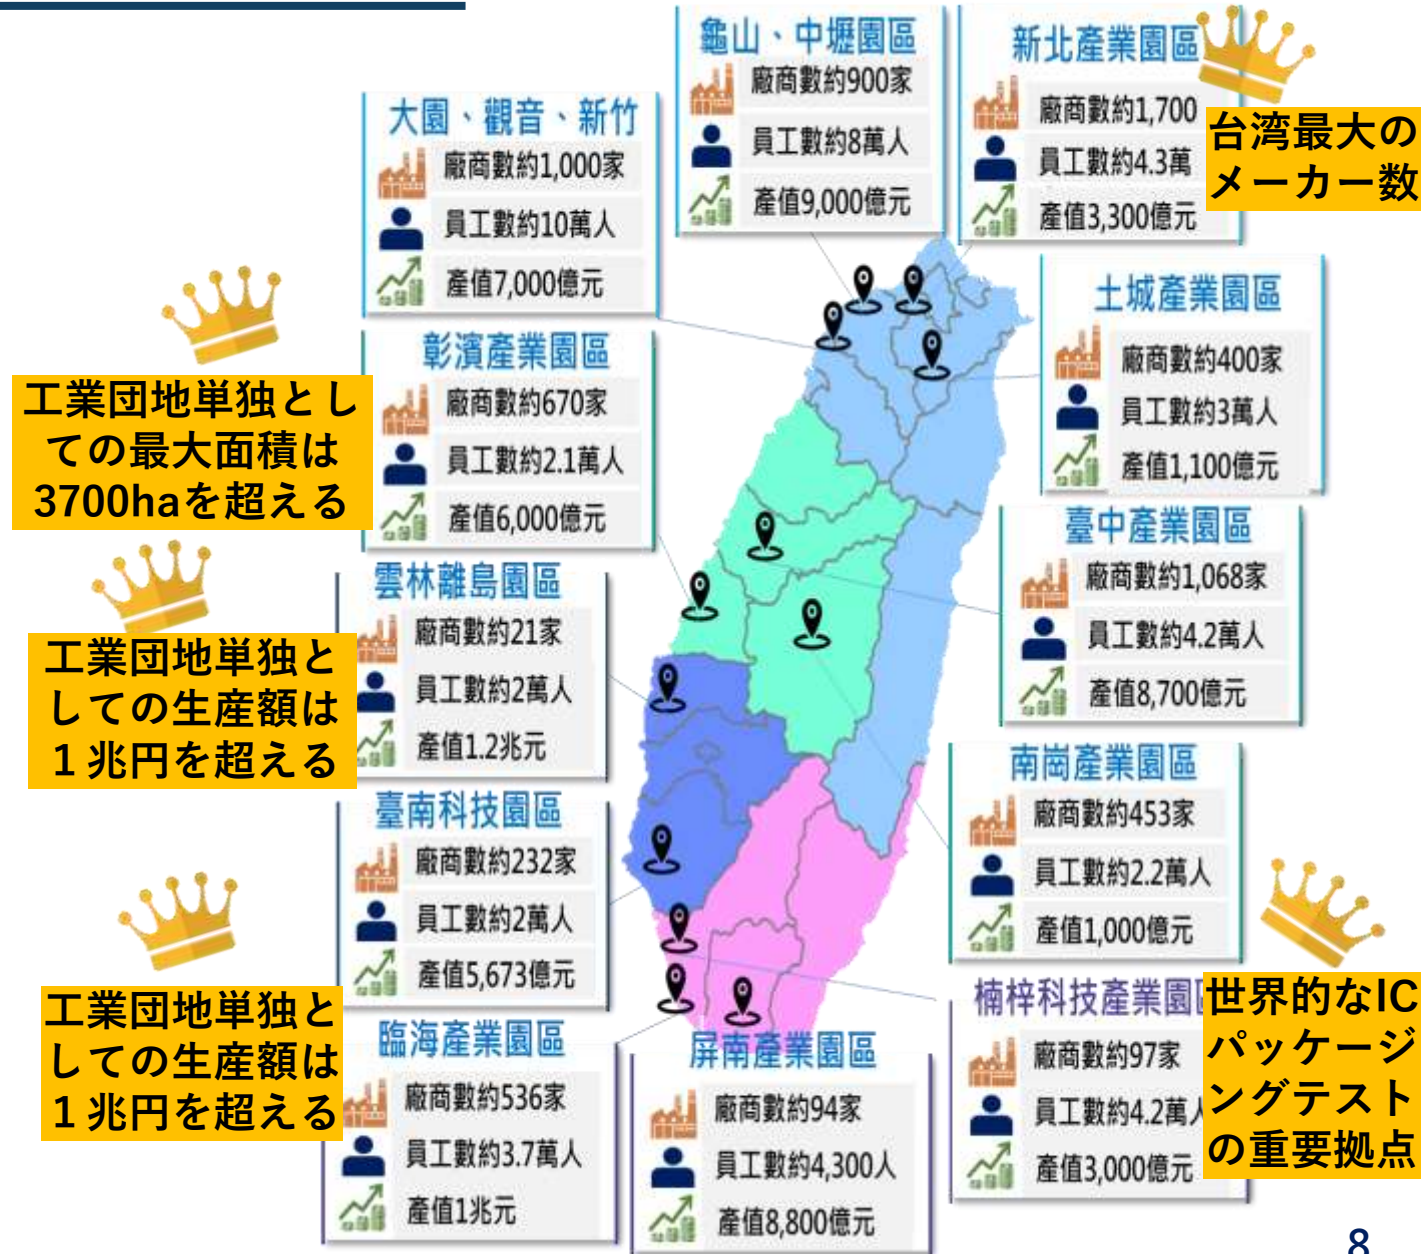 龜山、中壢園區
廠商數約900家
員工數約8萬人
產值9,000億元
新北產業園區
廠商數約1,700
員工數約4.3萬
產值3,300億元
台湾最大の
メーカー数
大園、觀音、新竹
廠商數約1,000家
員工數約10萬人
產值7,000億元
土城產業園區
廠商數約400家
員工數約3萬人
產值1,100億元
彰濱產業園區
廠商數約670家
員工數約2.1萬人
產值6,000億元
工業団地単独とし
ての最大面積は
3700haを超える
臺中產業園區
廠商數約1,068家
員工數約4.2萬人
產值8,700億元
雲林離島園區
廠商數約21家
員工數約2萬人
產值1.2兆元
工業団地単独と
しての生産額は
１兆円を超える
南崗產業園區
廠商數約453家
員工數約2.2萬人
產值1,000億元
臺南科技園區
廠商數約232家
員工數約2萬人
產值5,673億元
楠梓科技產業園
廠商數約97家
員工數約4.2萬人
產值3,000億元
世界的なIC
パッケージ
ングテスト
の重要拠点
臨海產業園區
廠商數約536家
員工數約3.7萬人
產值1兆元
工業団地単独と
しての生産額は
１兆円を超える
屏南產業園區
廠商數約94家
員工數約4,300人
產值8,800億元
8